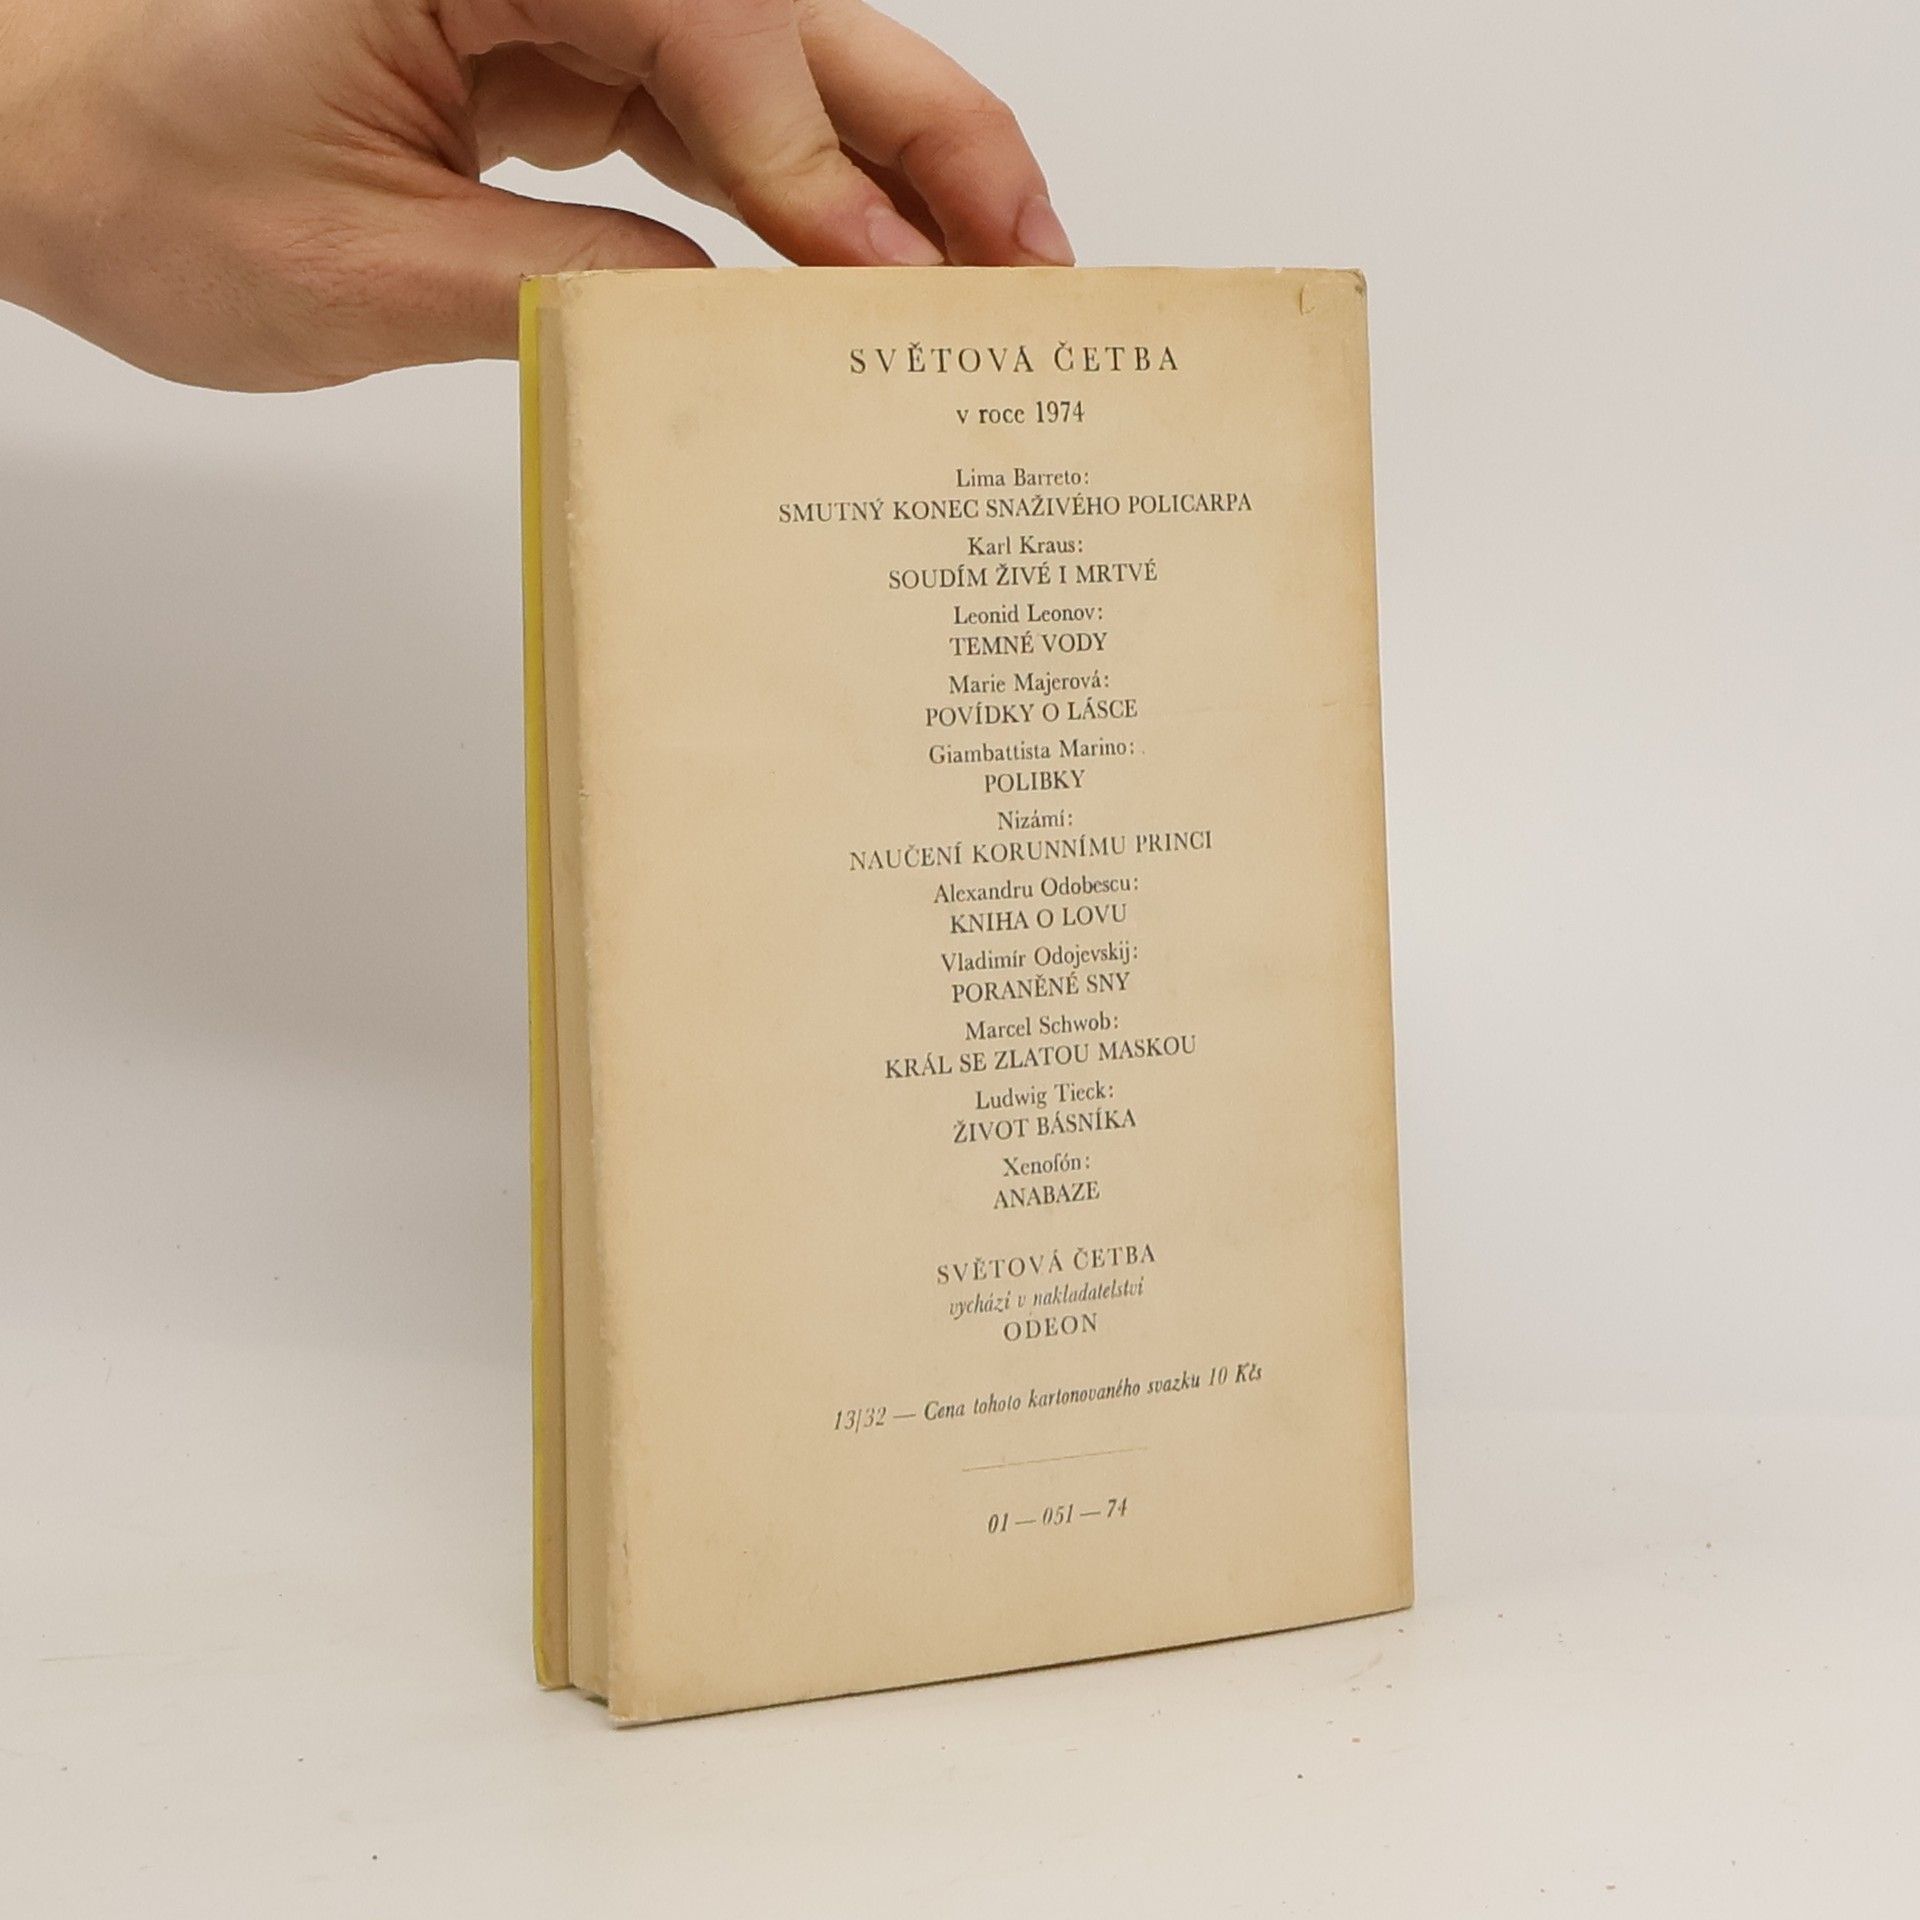 SVĚTOVÁ ČETBA
v roce 1974
Lima Barreto:
SMUTNÝ KONEC SNAŽIVÉHO POLICARPA
Karl Kraus:
SOUDÍM ŽIVÉ I MRTVÉ
Leonid Leonov:
TEMNÉ VODY
Marie Majerová:
POVÍDKY O LÁSCE
Giambattista Marino:
POLIBKY
Nizámí:
NAUČENÍ KORUNNÍMU PRINCI
Alexandru Odobescu:
KNIHA O LOVU
Vladimír Odojevskij:
PORANĚNÉ SNY
Marcel Schwob:
KRÁL SE ZLATOU MASKOU
Ludwig Tieck:
ŽIVOT BÁSNÍKA
Xenofón:
ANABAZE
SVĚTOVÁ ČETBA
vychází v nakladatelství
ODEON
13/32 — Cena tohoto kartonovaného svazku 10 Kčs
01 — 051 — 74